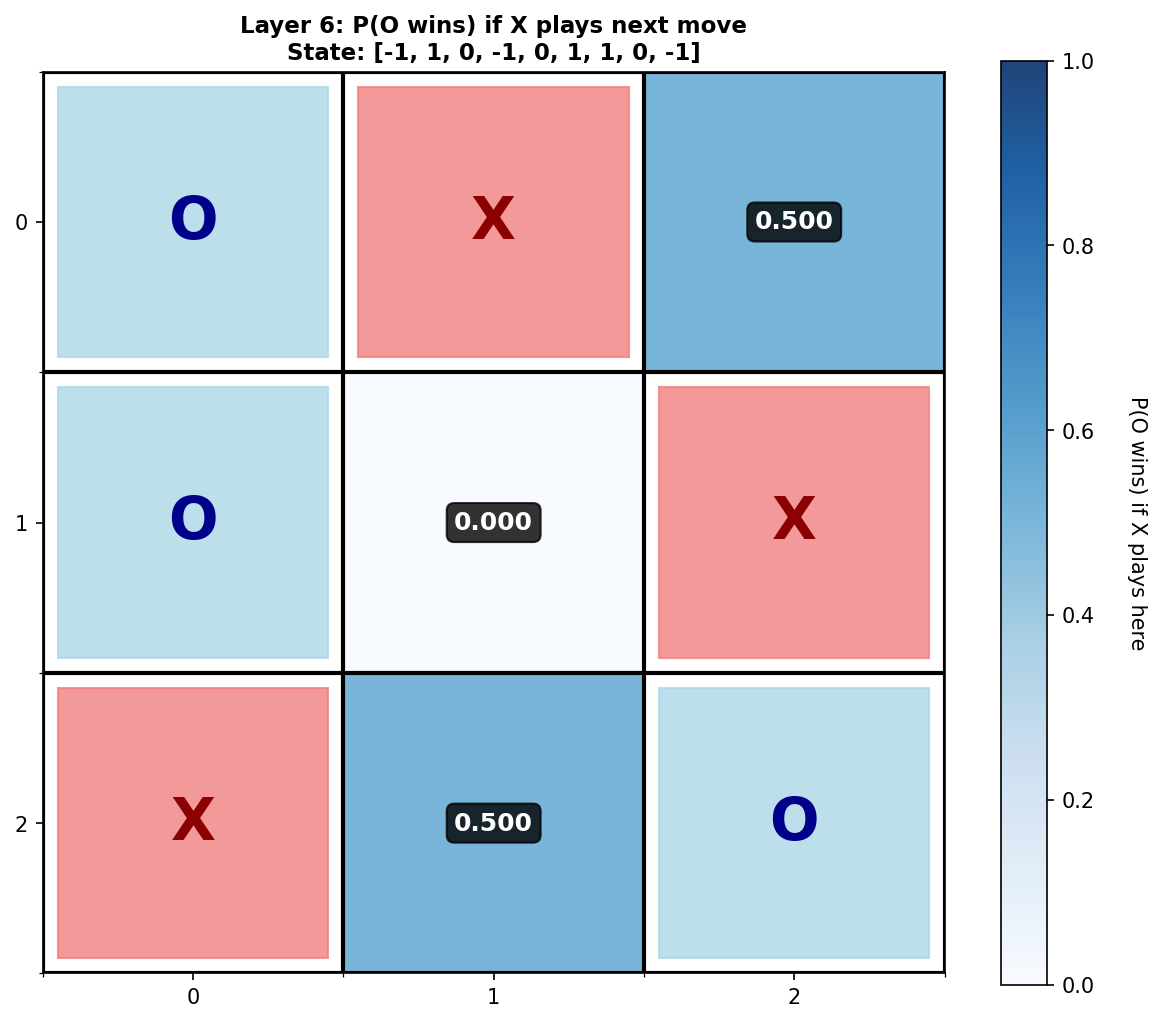 Layer 6: P(O wins) if X plays next move
State: [-1, 1, 0, -1, 0, 1, 1, 0, -1]
0
O
X
0.500
1
O
0.000
X
2
X
0.500
O
0
1
2
1.0
0.8
0.6
0.4
0.2
0.0
P(O wins) if X plays here